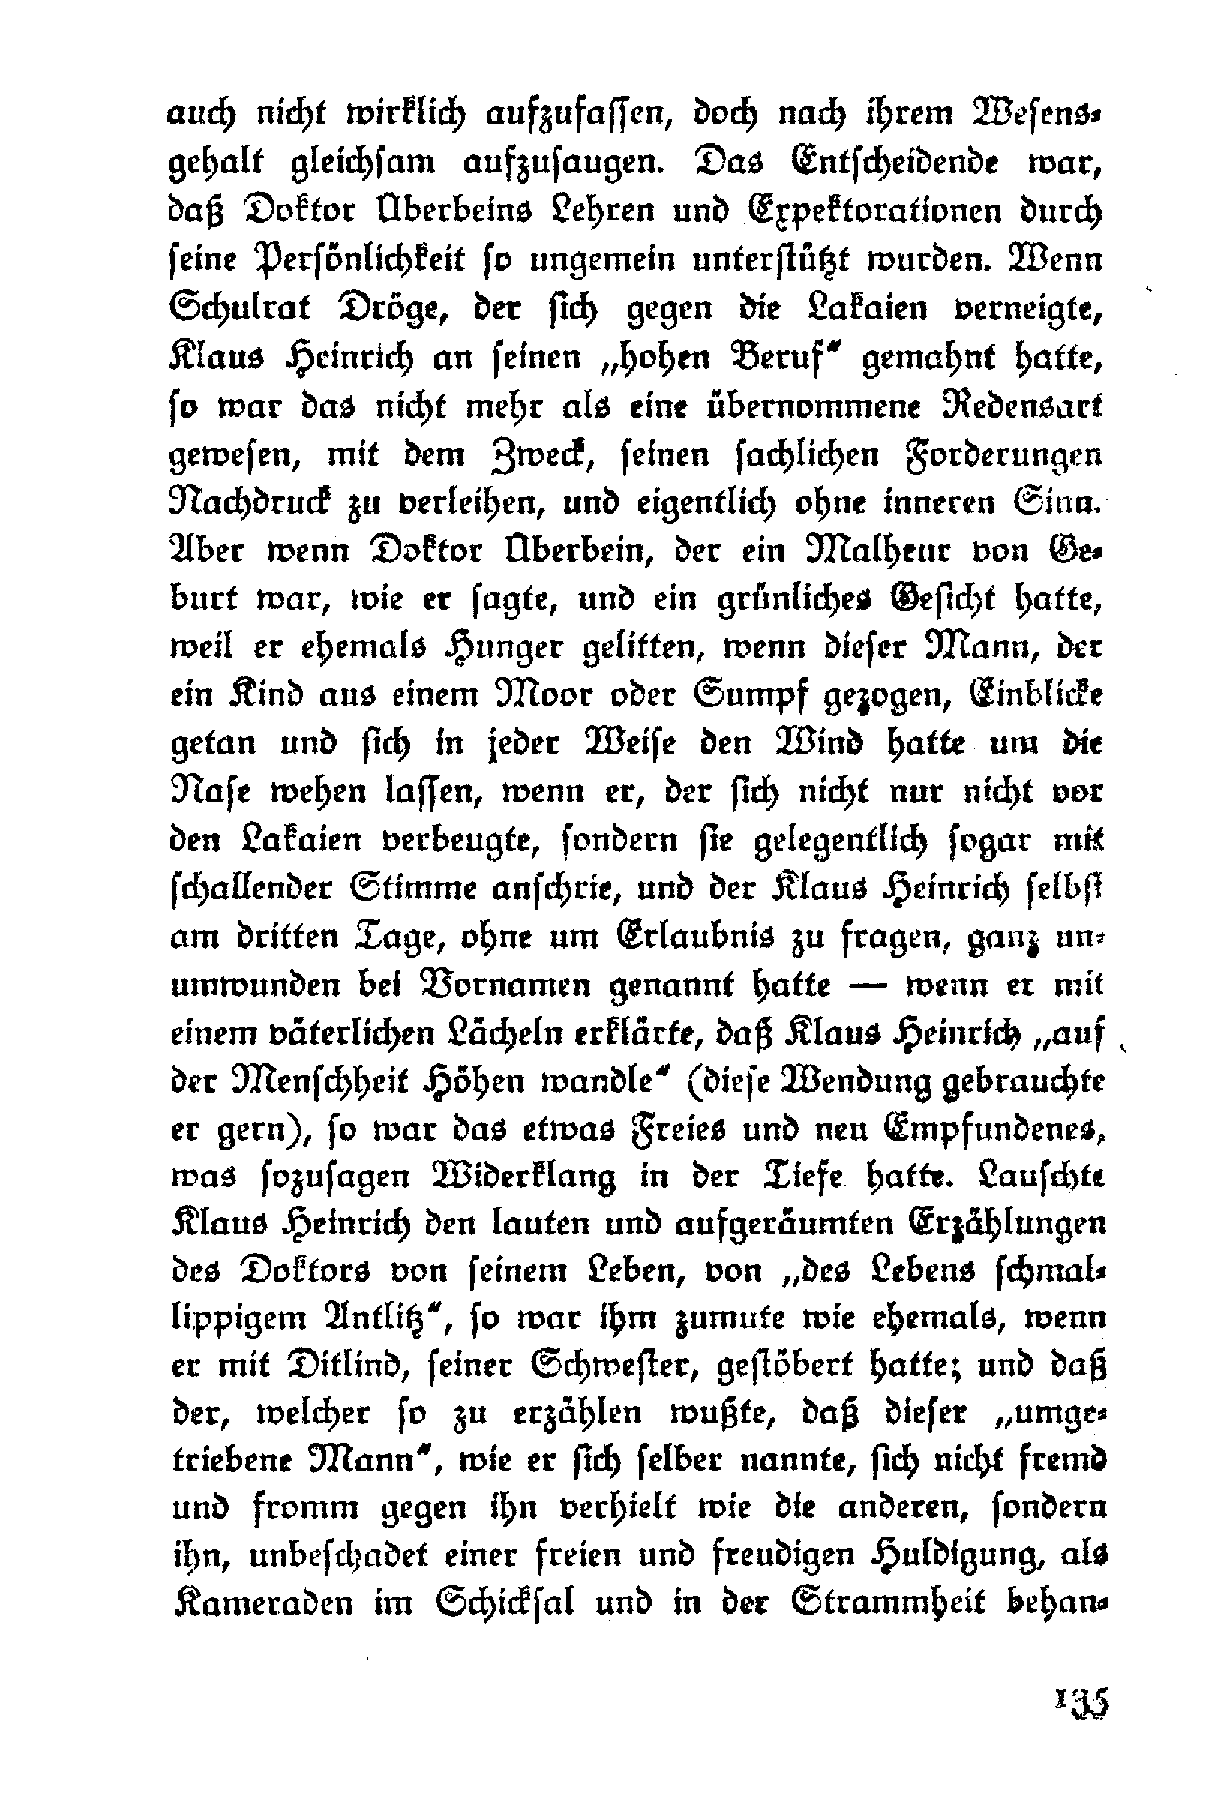 auch nicht wirklich aufzufassen, doch nach ihrem Wesens-
gehalt gleichsam aufzusaugen. Das Entscheidende war,
daß Doktor Überbeins Lehren und Expektorationen durch
seine Persönlichkeit so ungemein unterstützt wurden. Wenn
Schulrat Dröge, der sich gegen die Lakaien verneigte,
Klaus Heinrich an seinen „hohen Beruf“ gemahnt hatte,
so war das nicht mehr als eine übernommene Redensart
gewesen, mit dem Zweck, seinen sachlichen Forderungen
Nachdruck zu verleihen, und eigentlich ohne inneren Sinn.
Aber wenn Doktor Überbein, der ein Malheur von Ge-
burt war, wie er sagte, und ein grünliches Gesicht hatte,
weil er ehemals Hunger gelitten, wenn dieser Mann, der
ein Kind aus einem Moor oder Sumpf gezogen, Einblicke
getan und sich in jeder Weise den Wind hatte um die
Nase wehen lassen, wenn er, der sich nicht nur nicht vor
den Lakaien verbeugte, sondern sie gelegentlich sogar mit
schallender Stimme anschrie, und der Klaus Heinrich selbst
am dritten Tage, ohne um Erlaubnis zu fragen, ganz un-
umwunden bei Vornamen genannt hatte — wenn er mit
einem väterlichen Lächeln erklärte, daß Klaus Heinrich „auf
der Menschheit Höhen wandle“ (diese Wendung gebrauchte
er gern), so war das etwas Freies und neu Empfundenes,
was sozusagen Widerklang in der Tiefe hatte. Lauschte
Klaus Heinrich den lauten und aufgeräumten Erzählungen
des Doktors von seinem Leben, von „des Lebens schmal-
lippigem Antlitz“, so war ihm zumute wie ehemals, wenn
er mit Ditlind, seiner Schwester, gestöbert hatte; und daß
der, welcher so zu erzählen wußte, daß dieser „umge-
triebene Mann“, wie er sich selber nannte, sich nicht fremd
und fromm gegen ihn verhielt wie die anderen, sondern
ihn, unbeschadet einer freien und freudigen Huldigung, als
Kameraden im Schicksal und in der Strammheit behan-
135